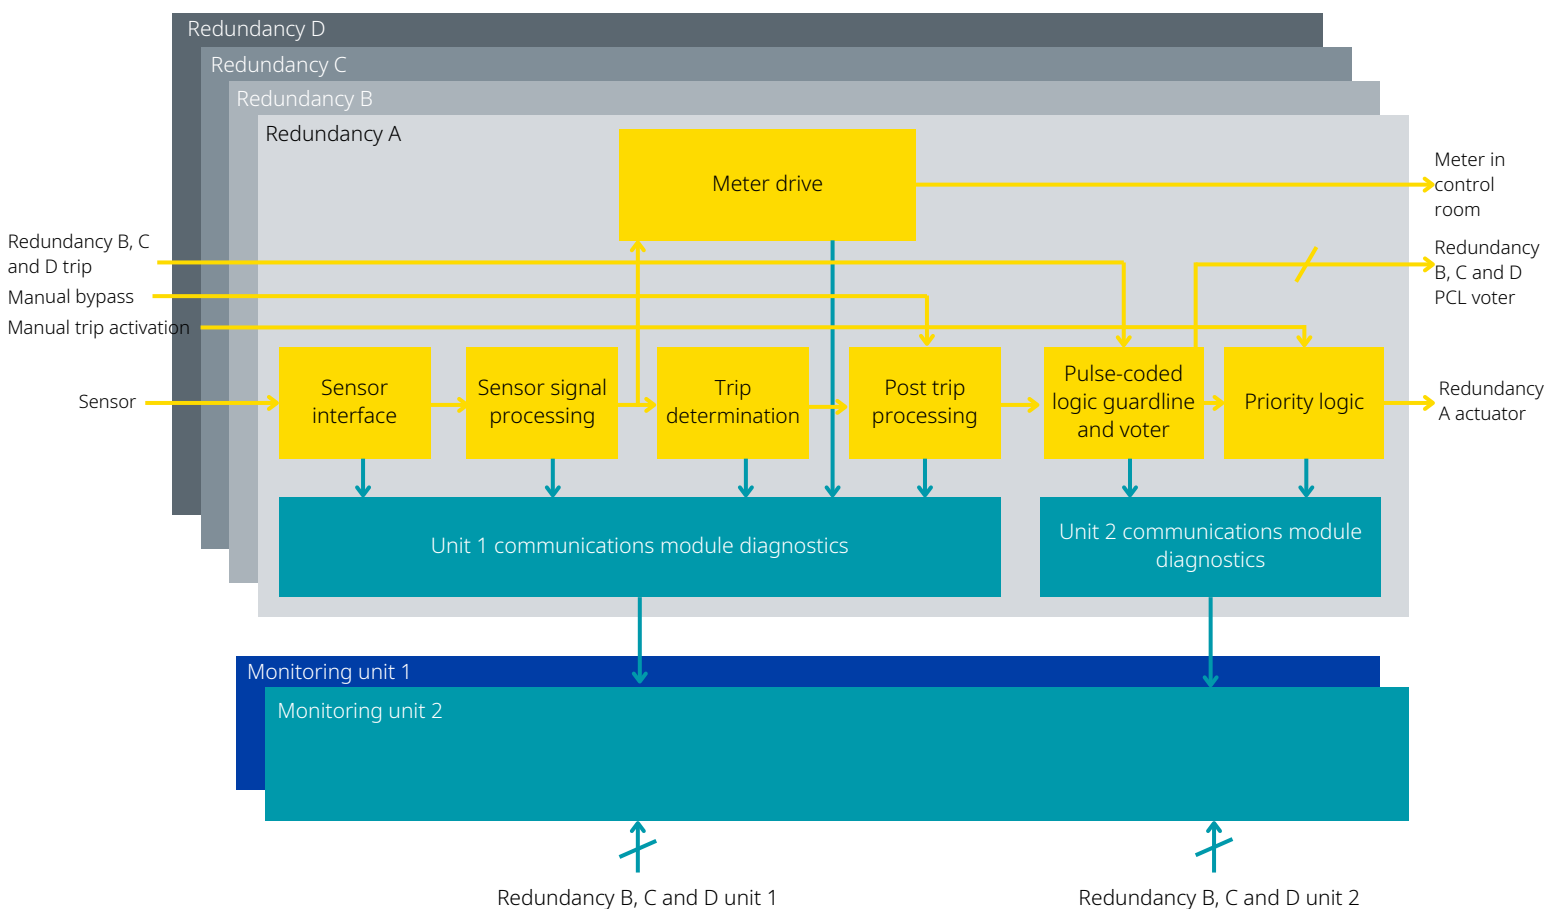 Redundancy D
Redundancy C
Redundancy B
Redundancy A
Meter drive
Meter in
control
room
Redundancy B, C
and D trip
Manual bypass
Manual trip activation
Redundancy
B, C and D
PCL voter
Sensor
Sensor
interface
Sensor signal
processing
Trip
determination
Post trip
processing
Pulse-coded
logic guardline
and voter
Priority logic
Redundancy
A actuator
Unit 1 communications module diagnostics
Unit 2 communications module
diagnostics
Monitoring unit 1
Monitoring unit 2
Redundancy B, C and D unit 1
Redundancy B, C and D unit 2